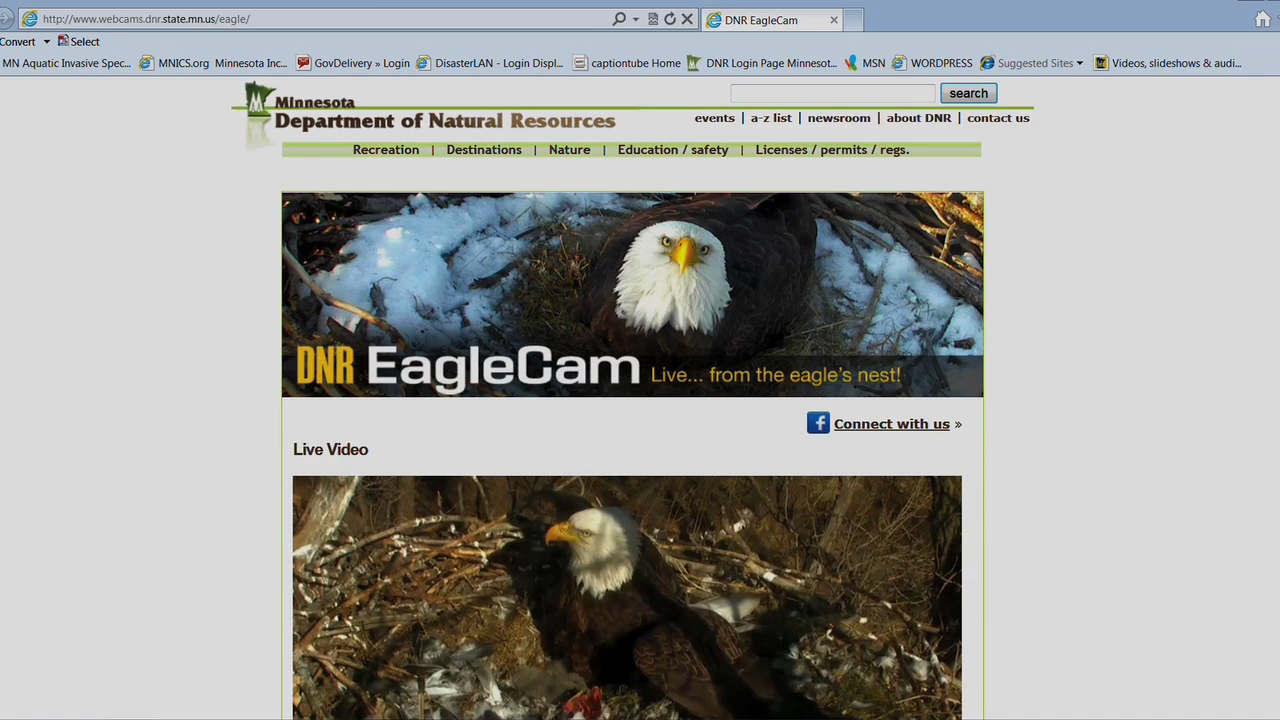 http://www.webcams.dnr.state.mn.us/eagle/
DNR EagleCam
Convert Select
MN Aquatic Invasive Spec... MNICS.org Minnesota Inc... GovDelivery » Login DisasterLAN - Login Displ... captiontube Home DNR Login Page Minnesot... MSN WORDPRESS Suggested Sites Videos, slideshows & audi...
Minnesota
Department of Natural Resources
search
events | a-z list | newsroom | about DNR | contact us
Recreation | Destinations | Nature | Education / safety | Licenses / permits / regs.
DNR EagleCam Live... from the eagle's nest!
f Connect with us »
Live Video